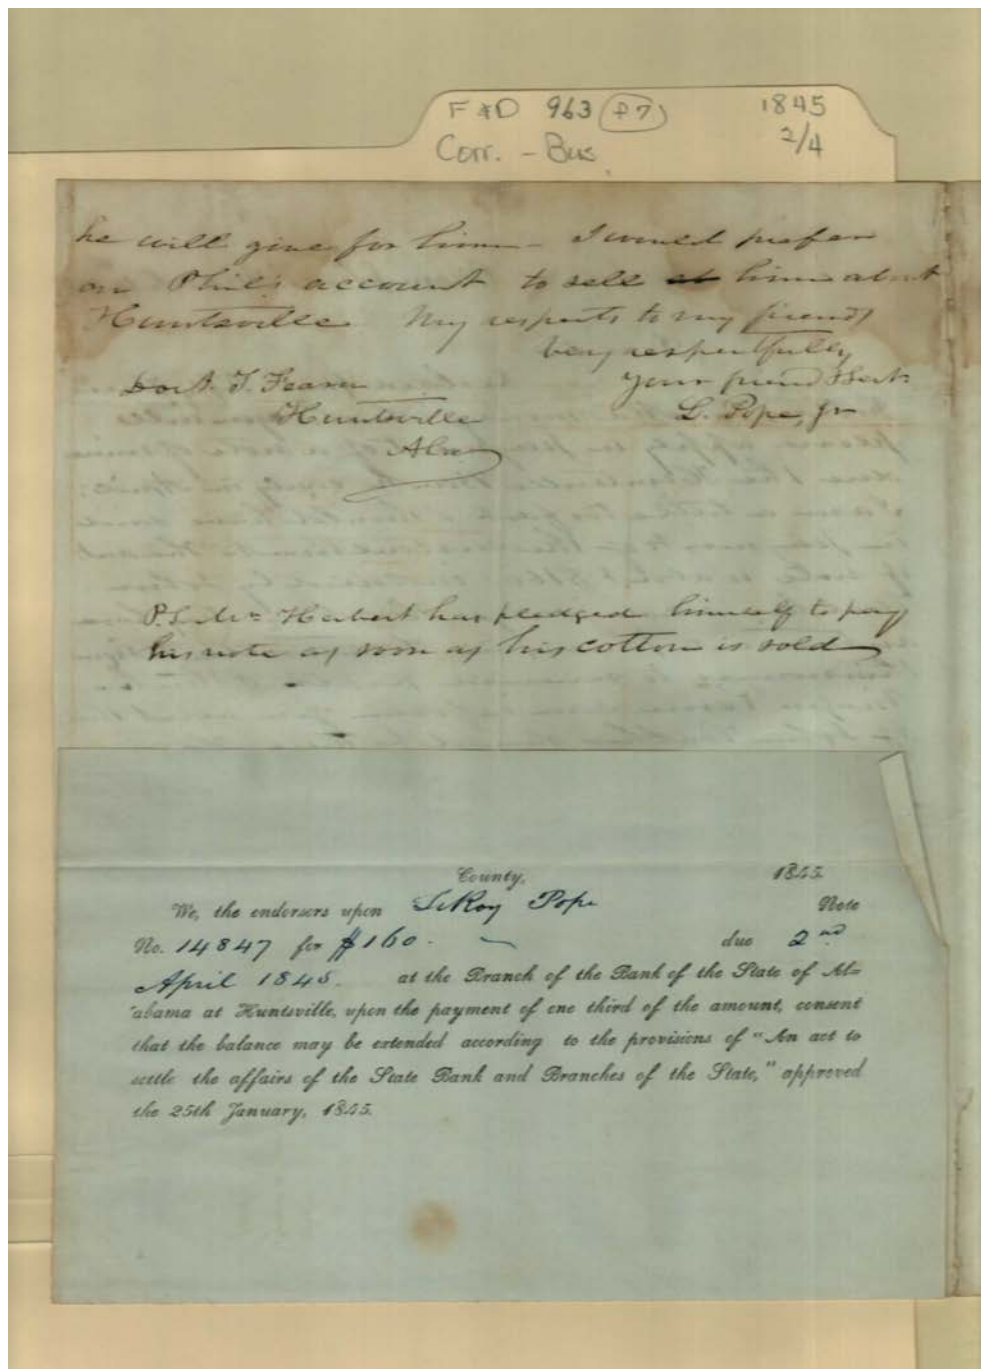 F & D 963 (P7) 1845
Corr. - Bus. 2/4
he will give for him - I would prefer
on Phil's account to sell him about
Huntsville My respects to my friends
Very respectfully
Doct. T. Fearn your friend &
Huntsville L. Pope, Jr
Ala
P.S. Mr Herbert has pledged himself to pay
his note as soon as his cotton is sold
County, 1845.
We, the endorsers upon LeRoy Pope Note
No. 14847 for $160. due 2nd
April 1845. at the Branch of the Bank of the State of Al-
abama at Huntsville, upon the payment of one third of the amount, consent
that the balance may be extended according to the provisions of "An act to
settle the affairs of the State Bank and Branches of the State," approved
the 25th January, 1845.